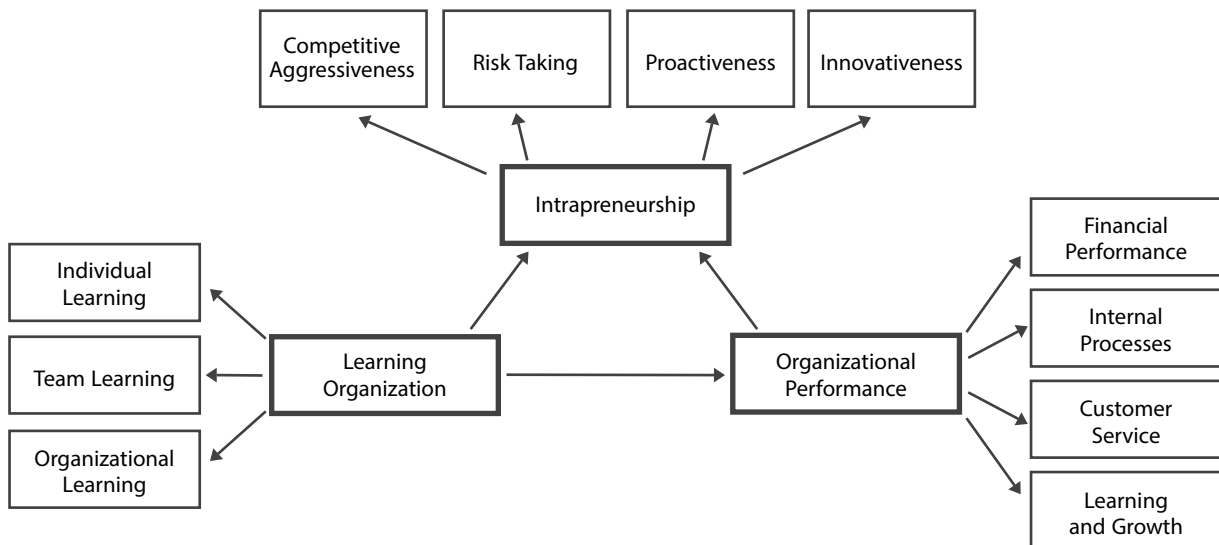 Competitive
Aggressiveness
Risk Taking
Proactiveness
Innovativeness
Intrapreneurship
Individual
Learning
Team Learning
Organizational
Learning
Learning
Organization
Organizational
Performance
Financial
Performance
Internal
Processes
Customer
Service
Learning
and Growth